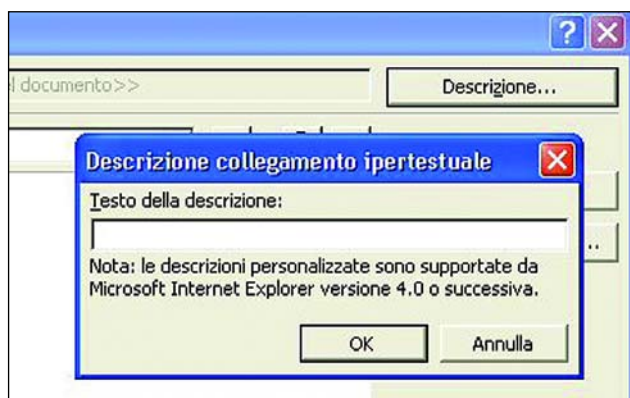 el documento>>
Descrizione...
Descrizione collegamento ipertestuale
Testo della descrizione:
Nota: le descrizioni personalizzate sono supportate da
Microsoft Internet Explorer versione 4.0 o successiva.
..
OK
Annulla